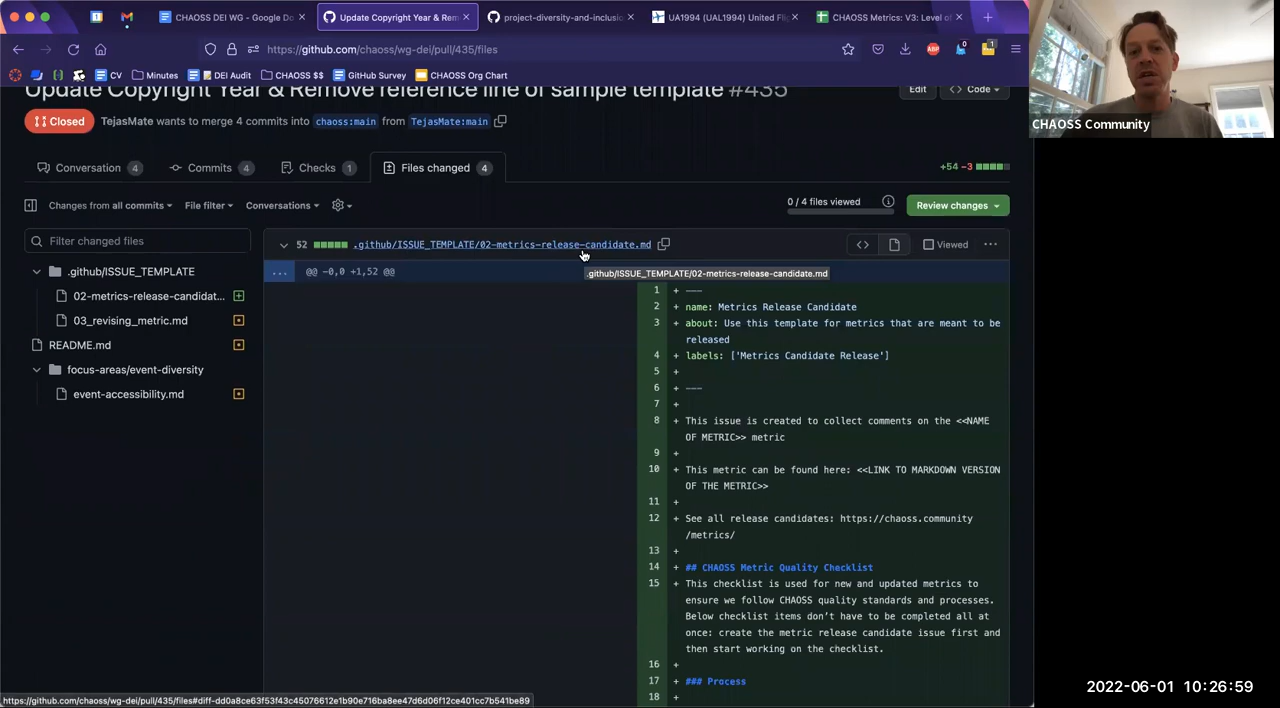 CHAOSS DEI WG - Google Do
Update Copyright Year & Rem
project-diversity-and-inclusio
UA1994 (UAL1994) United Fli
CHAOSS Metrics: V3: Level of
https://github.com/chaoss/wg-dei/pull/435/files
ABP
0
1
CV
Minutes
DEI Audit
CHAOSS $$
GitHub Survey
CHAOSS Org Chart
Update Copyright Year & Remove reference line of sample template #435
Edit
Code
Closed
TejasMate wants to merge 4 commits into chaoss:main from TejasMate:main
Conversation 4
Commits 4
Checks 1
Files changed 4
+54 −3
Changes from all commits
File filter
Conversations
0 / 4 files viewed
Review changes
Filter changed files
52 .github/ISSUE_TEMPLATE/02-metrics-release-candidate.md
Viewed
.github/ISSUE_TEMPLATE
02-metrics-release-candidat...
03_revising_metric.md
README.md
focus-areas/event-diversity
event-accessibility.md
@@ -0,0 +1,52 @@
.github/ISSUE_TEMPLATE/02-metrics-release-candidate.md
1 + ---
2 + name: Metrics Release Candidate
3 + about: Use this template for metrics that are meant to be
released
4 + labels: ['Metrics Candidate Release']
5 +
6 + ---
7 +
8 + This issue is created to collect comments on the <<NAME
OF METRIC>> metric
9 +
10 + This metric can be found here: <<LINK TO MARKDOWN VERSION
OF THE METRIC>>
11 +
12 + See all release candidates: https://chaoss.community
/metrics/
13 +
14 + ## CHAOSS Metric Quality Checklist
15 + This checklist is used for new and updated metrics to
ensure we follow CHAOSS quality standards and processes.
Below checklist items don't have to be completed all at
once: create the metric release candidate issue first and
then start working on the checklist.
16 +
17 + ### Process
18 +
https://github.com/chaoss/wg-dei/pull/435/files#diff-dd0a8ce63f53f43c45076612e1b90e716ba8ee47d6d06f12ce401cc7b541be89
CHAOSS Community
2022-06-01 10:26:59